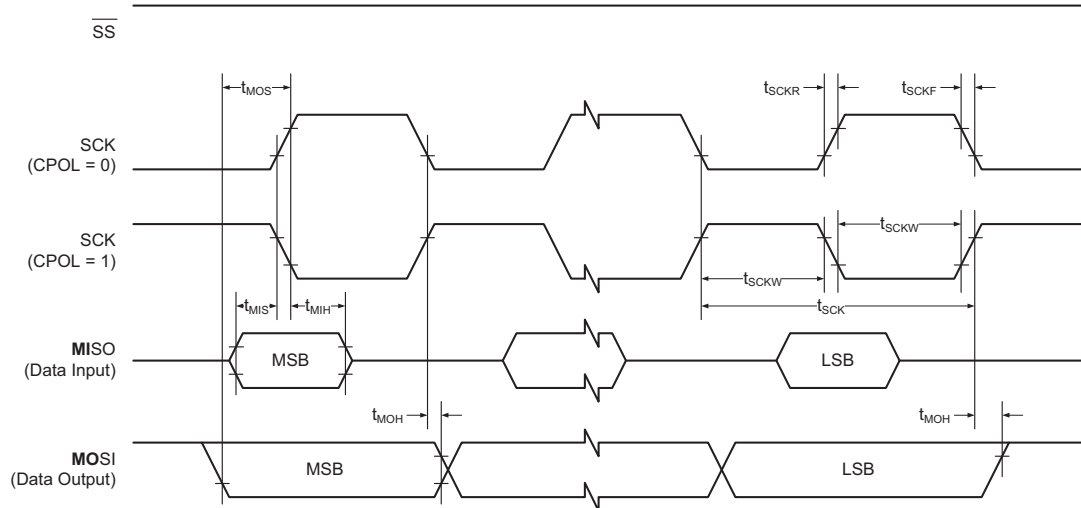 SS
tMOS
tSCKR
tSCKF
SCK
(CPOL = 0)
SCK
(CPOL = 1)
tSCKW
tSCKW
tSCK
tMIS
tMIH
MISO
(Data Input)
MSB
LSB
tMOH
tMOH
MOSI
(Data Output)
MSB
LSB